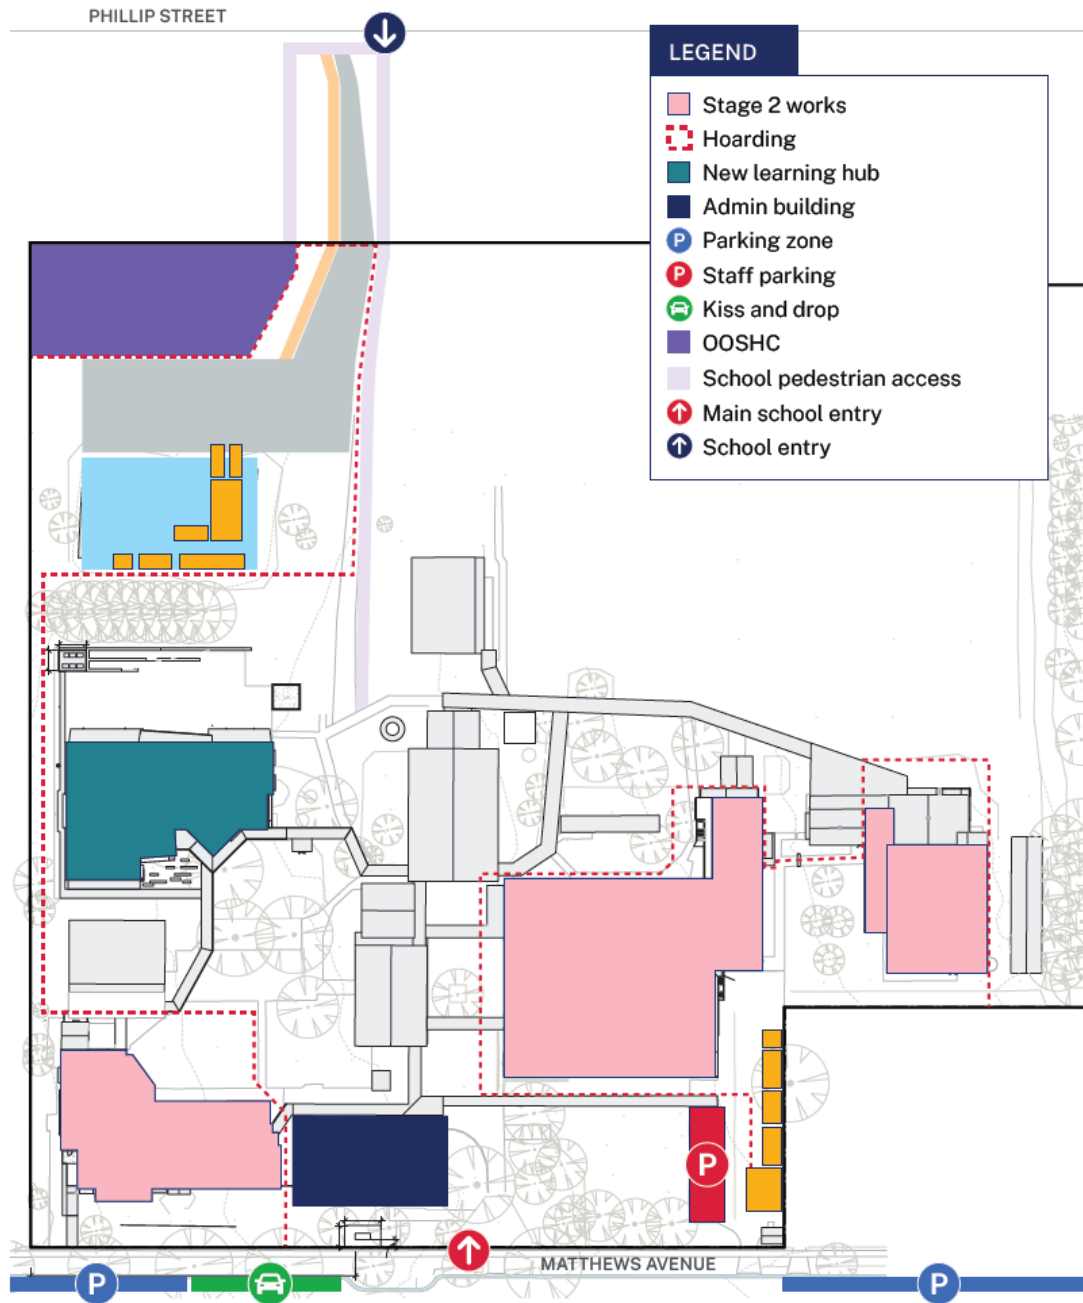 PHILLIP STREET
LEGEND
Stage 2 works
Hoarding
New learning hub
Admin building
P Parking zone
P Staff parking
Kiss and drop
OOSHC
School pedestrian access
Main school entry
School entry
P
MATTHEWS AVENUE
P
P